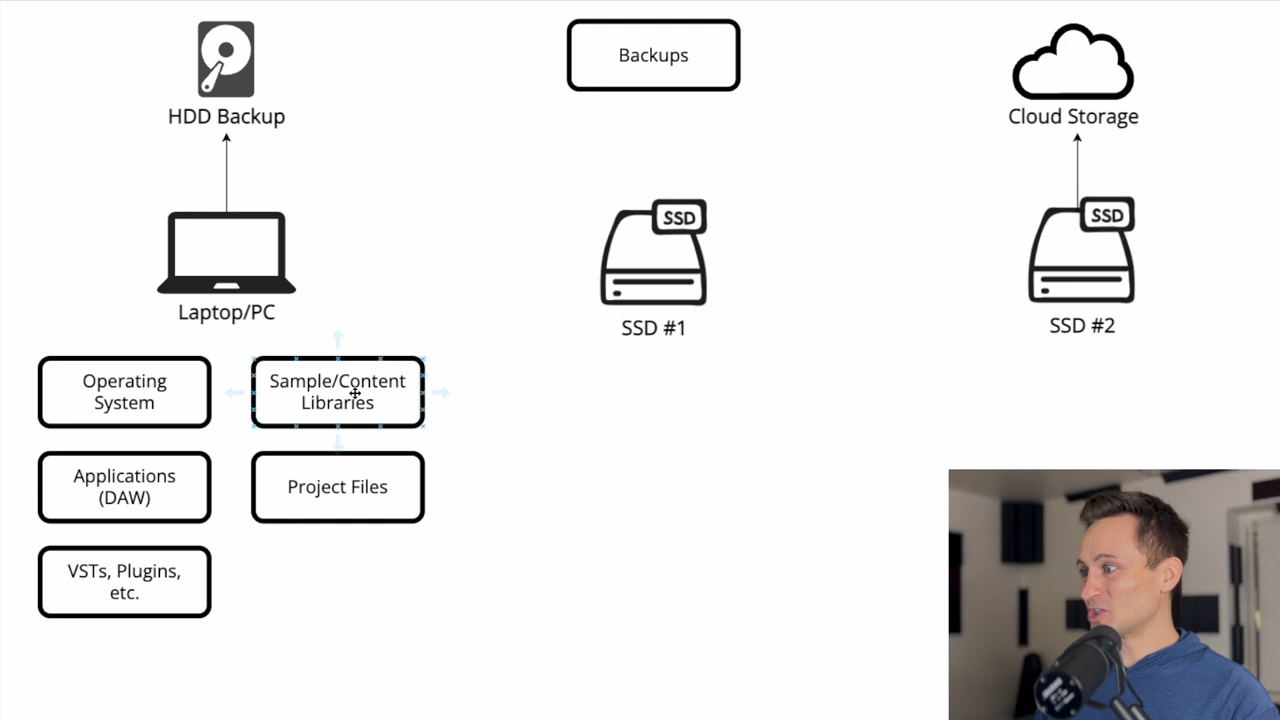 HDD Backup
Backups
Cloud Storage
Laptop/PC
SSD
SSD #1
SSD
SSD #2
Operating
System
Sample/Content
Libraries
Applications
(DAW)
Project Files
VSTs, Plugins,
etc.